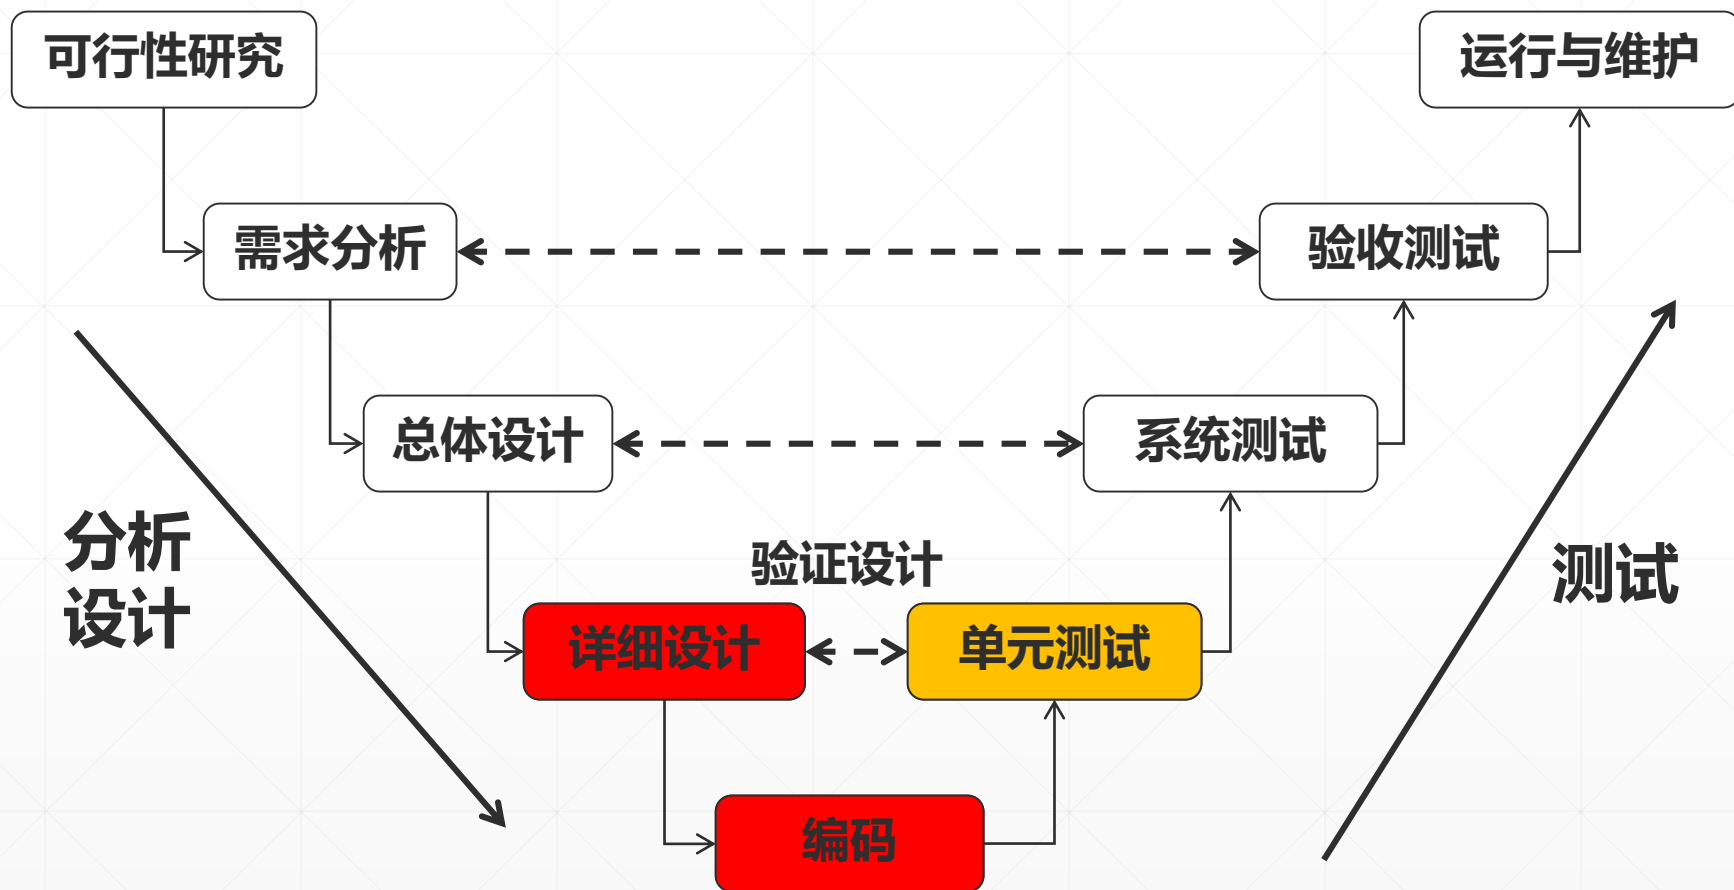 可行性研究
运行与维护
需求分析
验收测试
总体设计
系统测试
分析
设计
验证设计
测试
详细设计
单元测试
编码